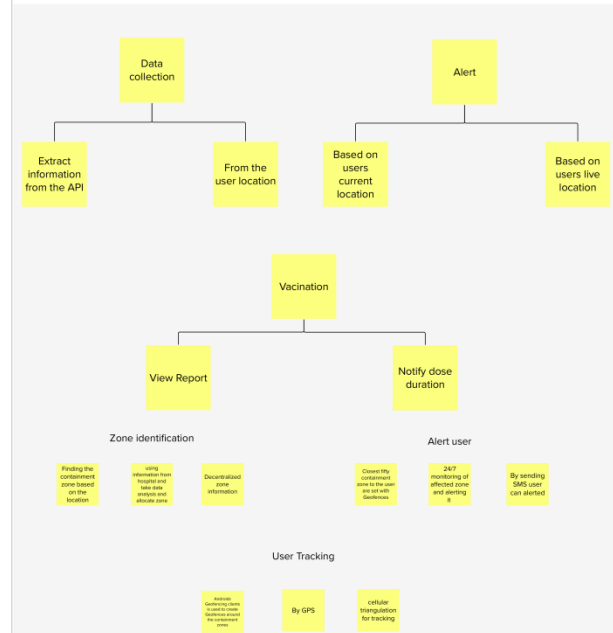 Data
collection
Alert
Extract
information
from the API
From the
user location
Based on
users
current
location
Based on
users live
location
Vacination
View Report
Notify dose
duration
Zone identification
Alert user
Finding the
containment
zone based on
the location
using
information from
hospital and
take data
analysis and
allocate zone
Decentralized
zone
information
Closest fifty
containment
zone to the user
are set with
Geofences.
24/7
monitoring of
affected zone
and alerting
it
By sending
SMS user
can alerted
User Tracking
Geofencing clients
is used to create
Geofences around
the containment
zones
By GPS
cellular
triangulation
for tracking